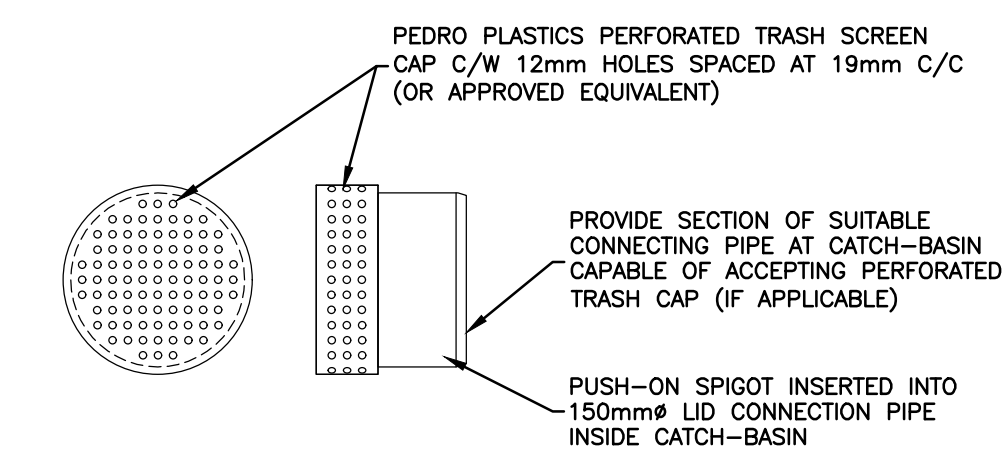 PEDRO PLASTICS PERFORATED TRASH SCREEN
CAP C/W 12mm HOLES SPACED AT 19mm C/C
(OR APPROVED EQUIVALENT)
PROVIDE SECTION OF SUITABLE
CONNECTING PIPE AT CATCH-BASIN
CAPABLE OF ACCEPTING PERFORATED
TRASH CAP (IF APPLICABLE)
PUSH-ON SPIGOT INSERTED INTO
150mmø LID CONNECTION PIPE
INSIDE CATCH-BASIN